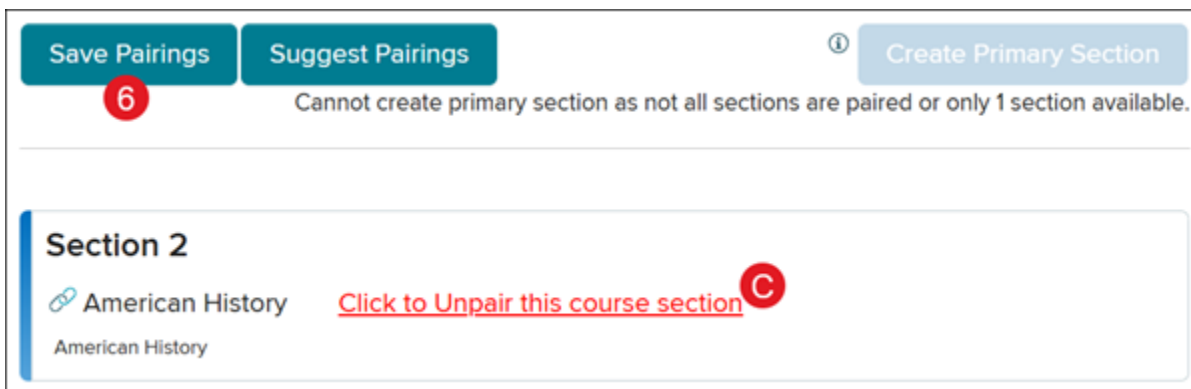 Save Pairings Suggest Pairings ⓘ Create Primary Section
6
Cannot create primary section as not all sections are paired or only 1 section available.
Section 2
American History Click to Unpair this course section C
American History